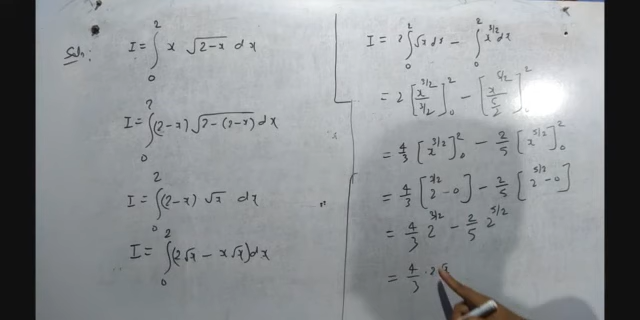 Soln:
I = ∫₀² x √(2-x) dx
I = ∫₀² (2-x) √(2-(2-x)) dx
I = ∫₀² (2-x) √x dx
I = ∫₀² (2√x - x√x) dx
I = 2 ∫₀² √x dx - ∫₀² x^(3/2) dx
= 2 [x^(3/2) / (3/2)]₀² - [x^(5/2) / (5/2)]₀²
= 4/3 [x^(3/2)]₀² - 2/5 [x^(5/2)]₀²
= 4/3 [2^(3/2) - 0] - 2/5 [2^(5/2) - 0]
= 4/3 2^(3/2) - 2/5 2^(5/2)
= 4/3 · 2√